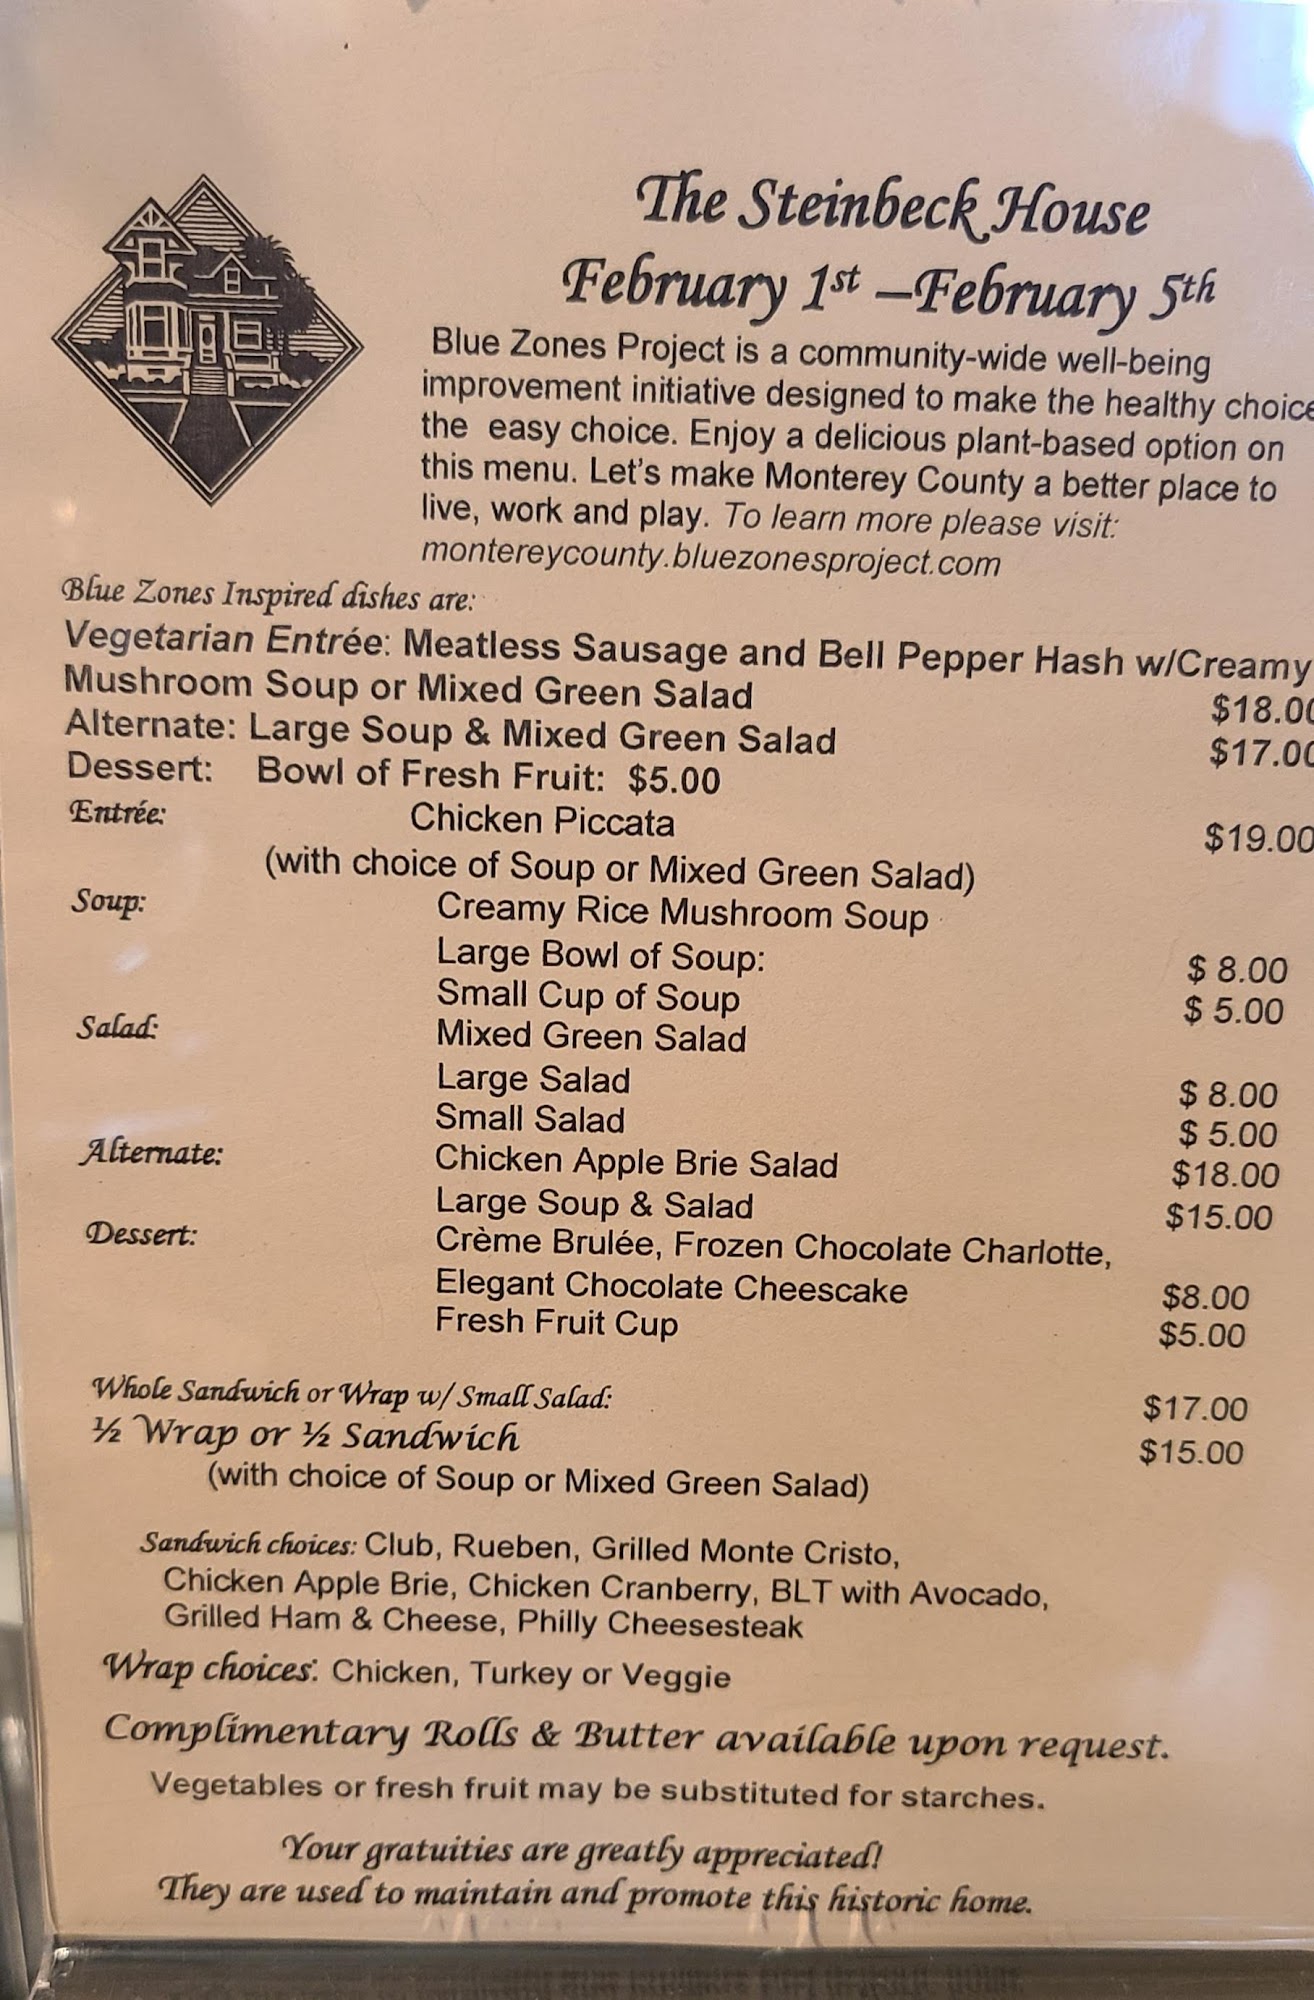 The Steinbeck House
February 1st –February 5th
Blue Zones Project is a community-wide well-being
improvement initiative designed to make the healthy choice
the easy choice. Enjoy a delicious plant-based option on
this menu. Let's make Monterey County a better place to
live, work and play. To learn more please visit:
montereycounty.bluezonesproject.com
Blue Zones Inspired dishes are:
Vegetarian Entrée: Meatless Sausage and Bell Pepper Hash w/Creamy
Mushroom Soup or Mixed Green Salad $18.00
Alternate: Large Soup & Mixed Green Salad $17.00
Dessert: Bowl of Fresh Fruit: $5.00
Entrée: Chicken Piccata $19.00
(with choice of Soup or Mixed Green Salad)
Soup: Creamy Rice Mushroom Soup
Large Bowl of Soup: $ 8.00
Small Cup of Soup $ 5.00
Salad: Mixed Green Salad
Large Salad $ 8.00
Small Salad $ 5.00
Alternate: Chicken Apple Brie Salad $18.00
Large Soup & Salad $15.00
Dessert: Crème Brulée, Frozen Chocolate Charlotte,
Elegant Chocolate Cheescake $8.00
Fresh Fruit Cup $5.00
Whole Sandwich or Wrap w/ Small Salad: $17.00
½ Wrap or ½ Sandwich $15.00
(with choice of Soup or Mixed Green Salad)
Sandwich choices: Club, Rueben, Grilled Monte Cristo,
Chicken Apple Brie, Chicken Cranberry, BLT with Avocado,
Grilled Ham & Cheese, Philly Cheesesteak
Wrap choices: Chicken, Turkey or Veggie
Complimentary Rolls & Butter available upon request.
Vegetables or fresh fruit may be substituted for starches.
Your gratuities are greatly appreciated!
They are used to maintain and promote this historic home.